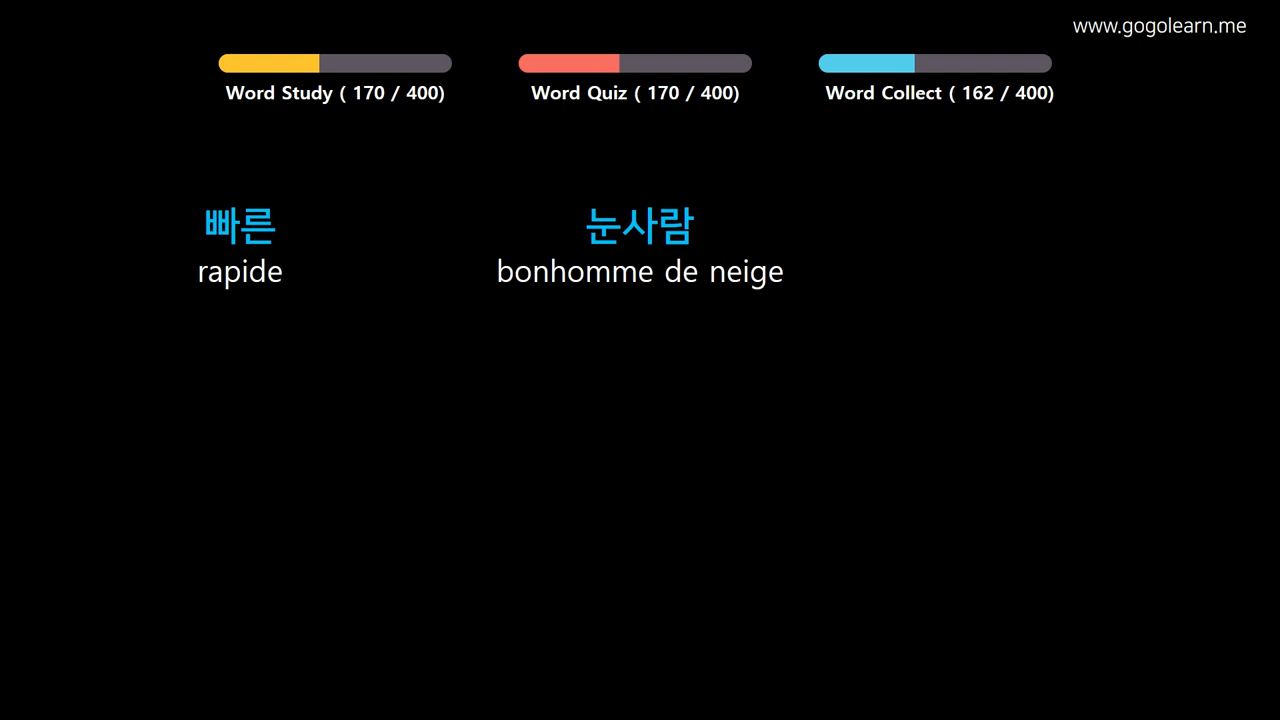 www.gogolearn.me
Word Study ( 170 / 400)
Word Quiz ( 170 / 400)
Word Collect ( 162 / 400)
빠른
rapide
눈사람
bonhomme de neige